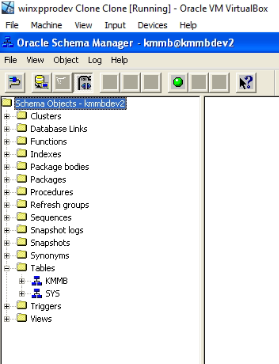 winxpprodev Clone Clone [Running] - Oracle VM VirtualBox
File Machine View Input Devices Help
Oracle Schema Manager - kmmb@kmmbdev2
File View Object Log Help
Schema Objects - kmmbdev2
Clusters
Database Links
Functions
Indexes
Package bodies
Packages
Procedures
Refresh groups
Sequences
Snapshot logs
Snapshots
Synonyms
Tables
KMMB
SYS
Triggers
Views